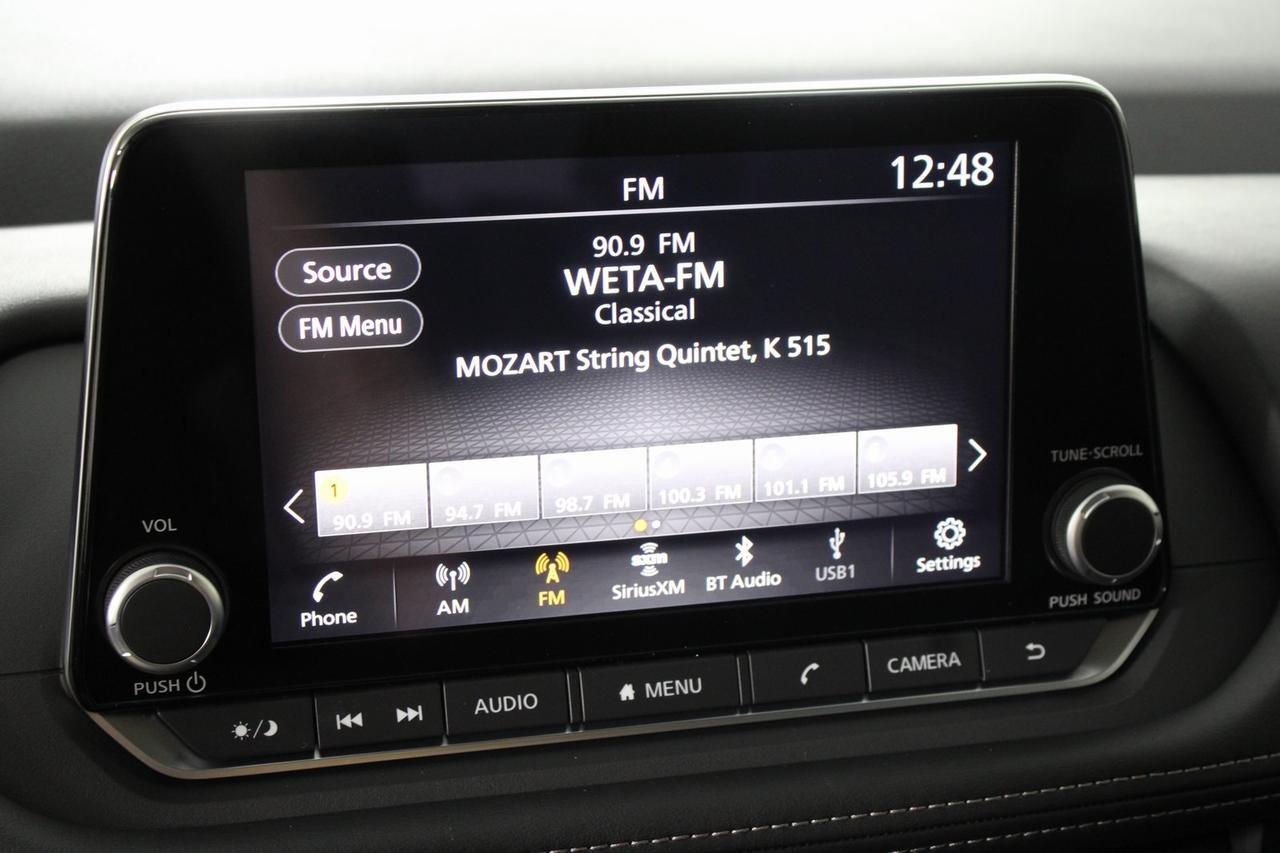 FM
12:48
90.9 FM
Source
WETA-FM
Classical
FM Menu
MOZART String Quintet, K 515
1
90.9 FM
94.7 FM
98.7 FM
100.3 FM
101.1 FM
105.9 FM
TUNE·SCROLL
VOL
Phone
AM
FM
sxm
SiriusXM
BT Audio
USB1
Settings
PUSH SOUND
PUSH
AUDIO
MENU
CAMERA